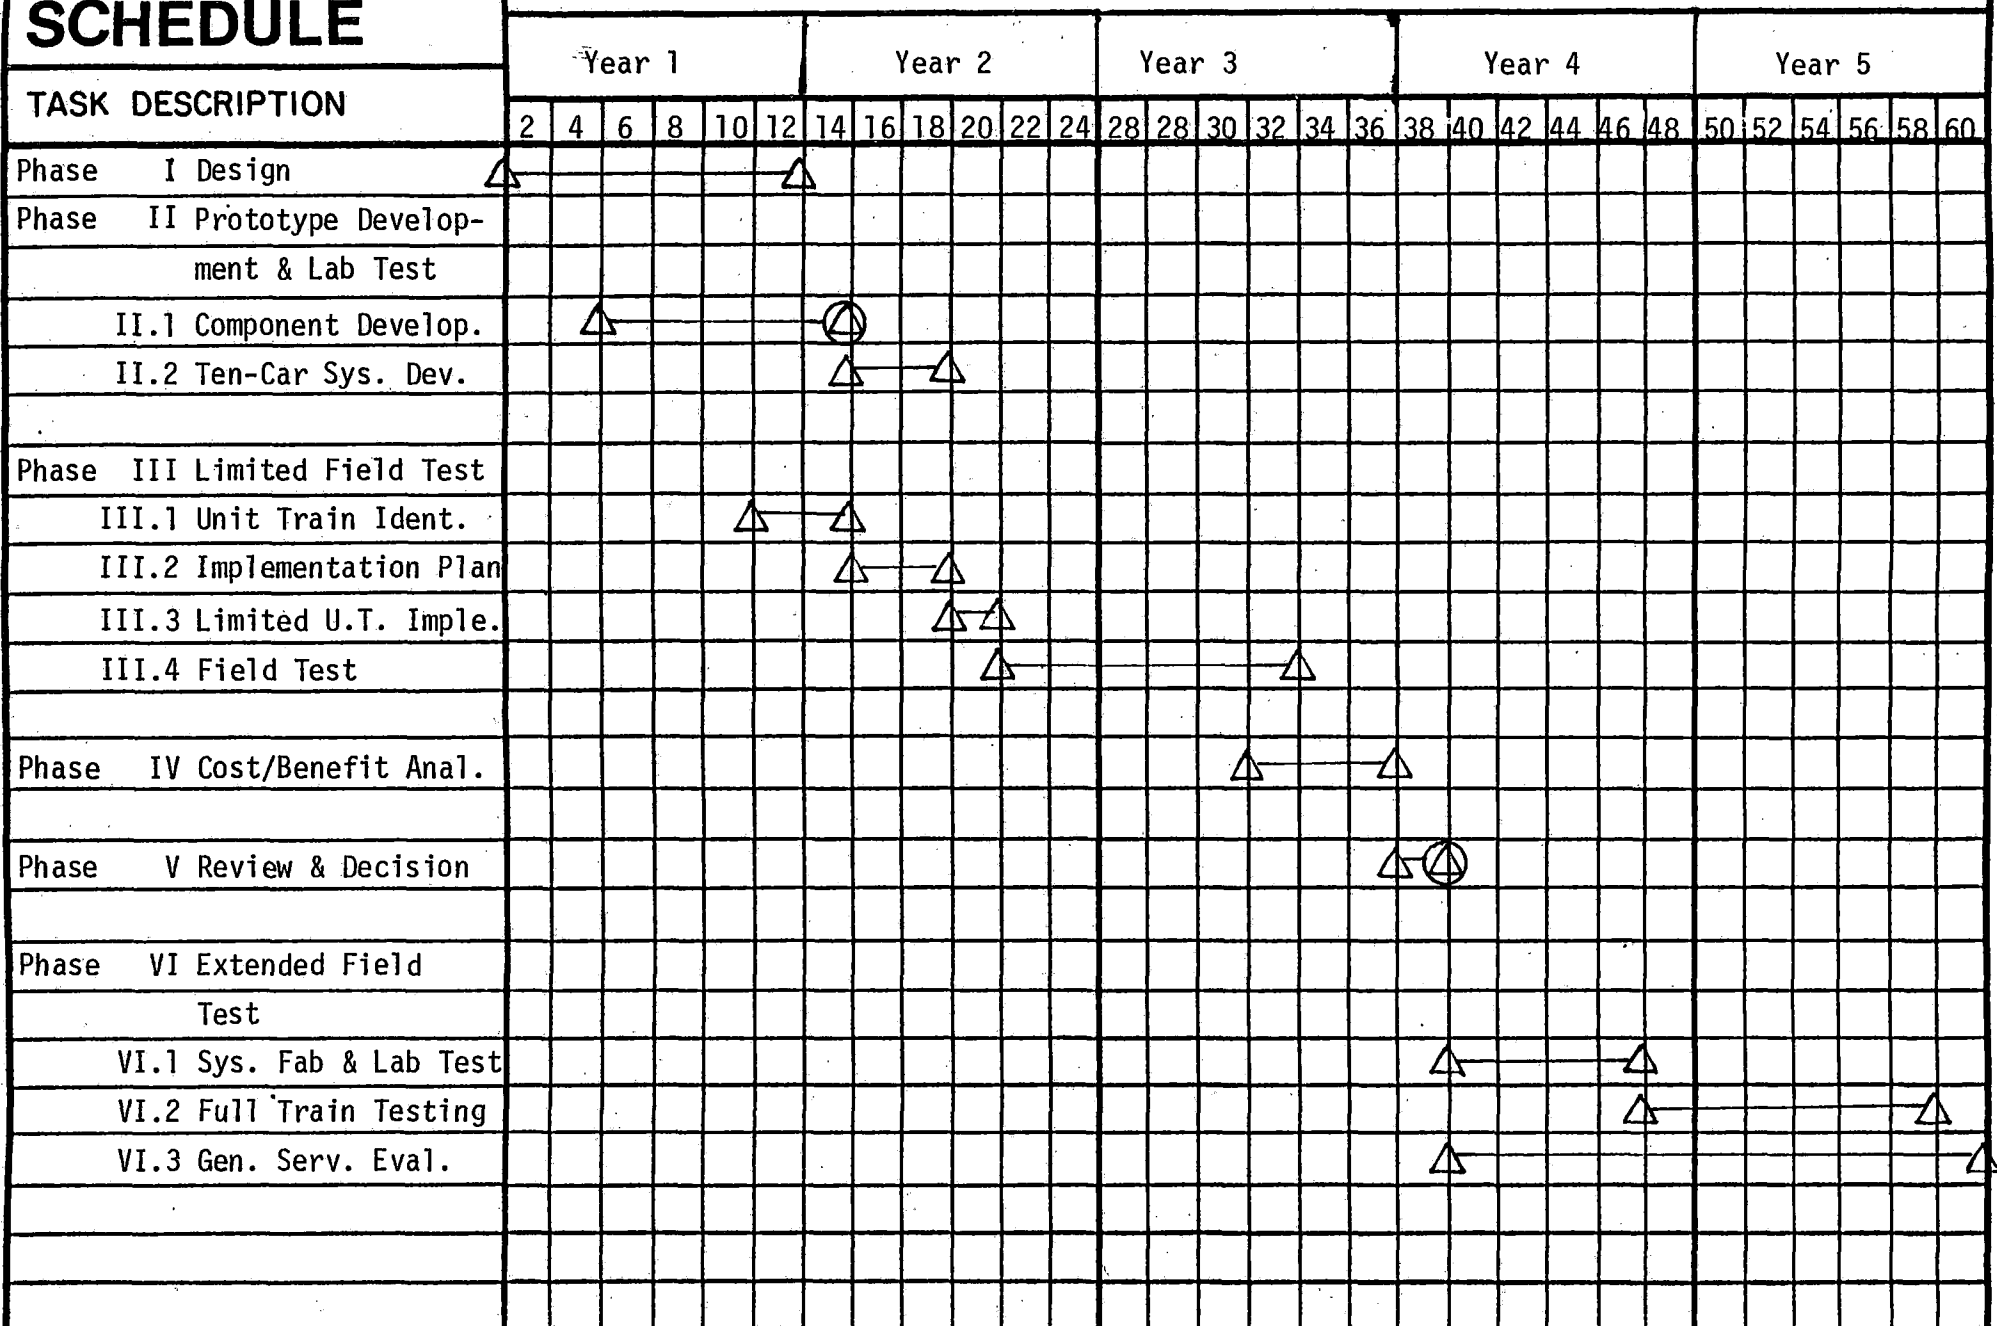 SCHEDULE
Year 1 Year 2 Year 3 Year 4 Year 5
TASK DESCRIPTION
2 4 6 8 10 12 14 16 18 20 22 24 28 28 30 32 34 36 38 40 42 44 46 48 50 52 54 56 58 60
Phase I Design
Phase II Prototype Develop-
ment & Lab Test
II.1 Component Develop.
II.2 Ten-Car Sys. Dev.
Phase III Limited Field Test
III.1 Unit Train Ident.
III.2 Implementation Plan
III.3 Limited U.T. Imple.
III.4 Field Test
Phase IV Cost/Benefit Anal.
Phase V Review & Decision
Phase VI Extended Field
Test
VI.1 Sys. Fab & Lab Test
VI.2 Full Train Testing
VI.3 Gen. Serv. Eval.